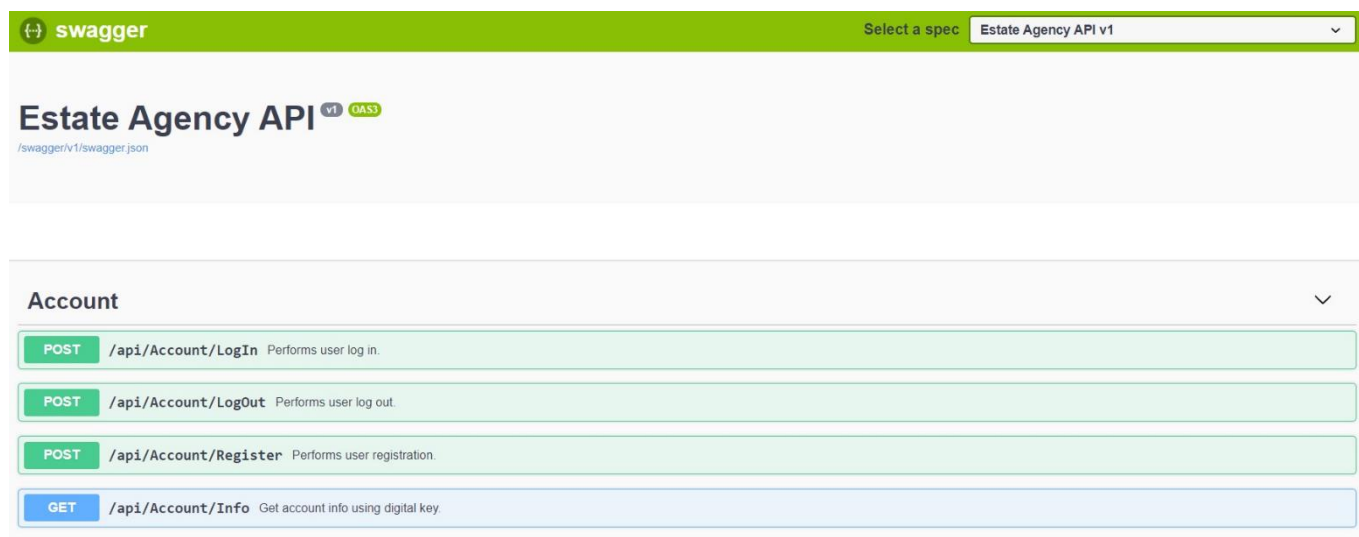 {··} swagger Select a spec Estate Agency API v1
Estate Agency API v1 OAS3
/swagger/v1/swagger.json
Account
POST /api/Account/LogIn Performs user log in.
POST /api/Account/LogOut Performs user log out.
POST /api/Account/Register Performs user registration.
GET /api/Account/Info Get account info using digital key.